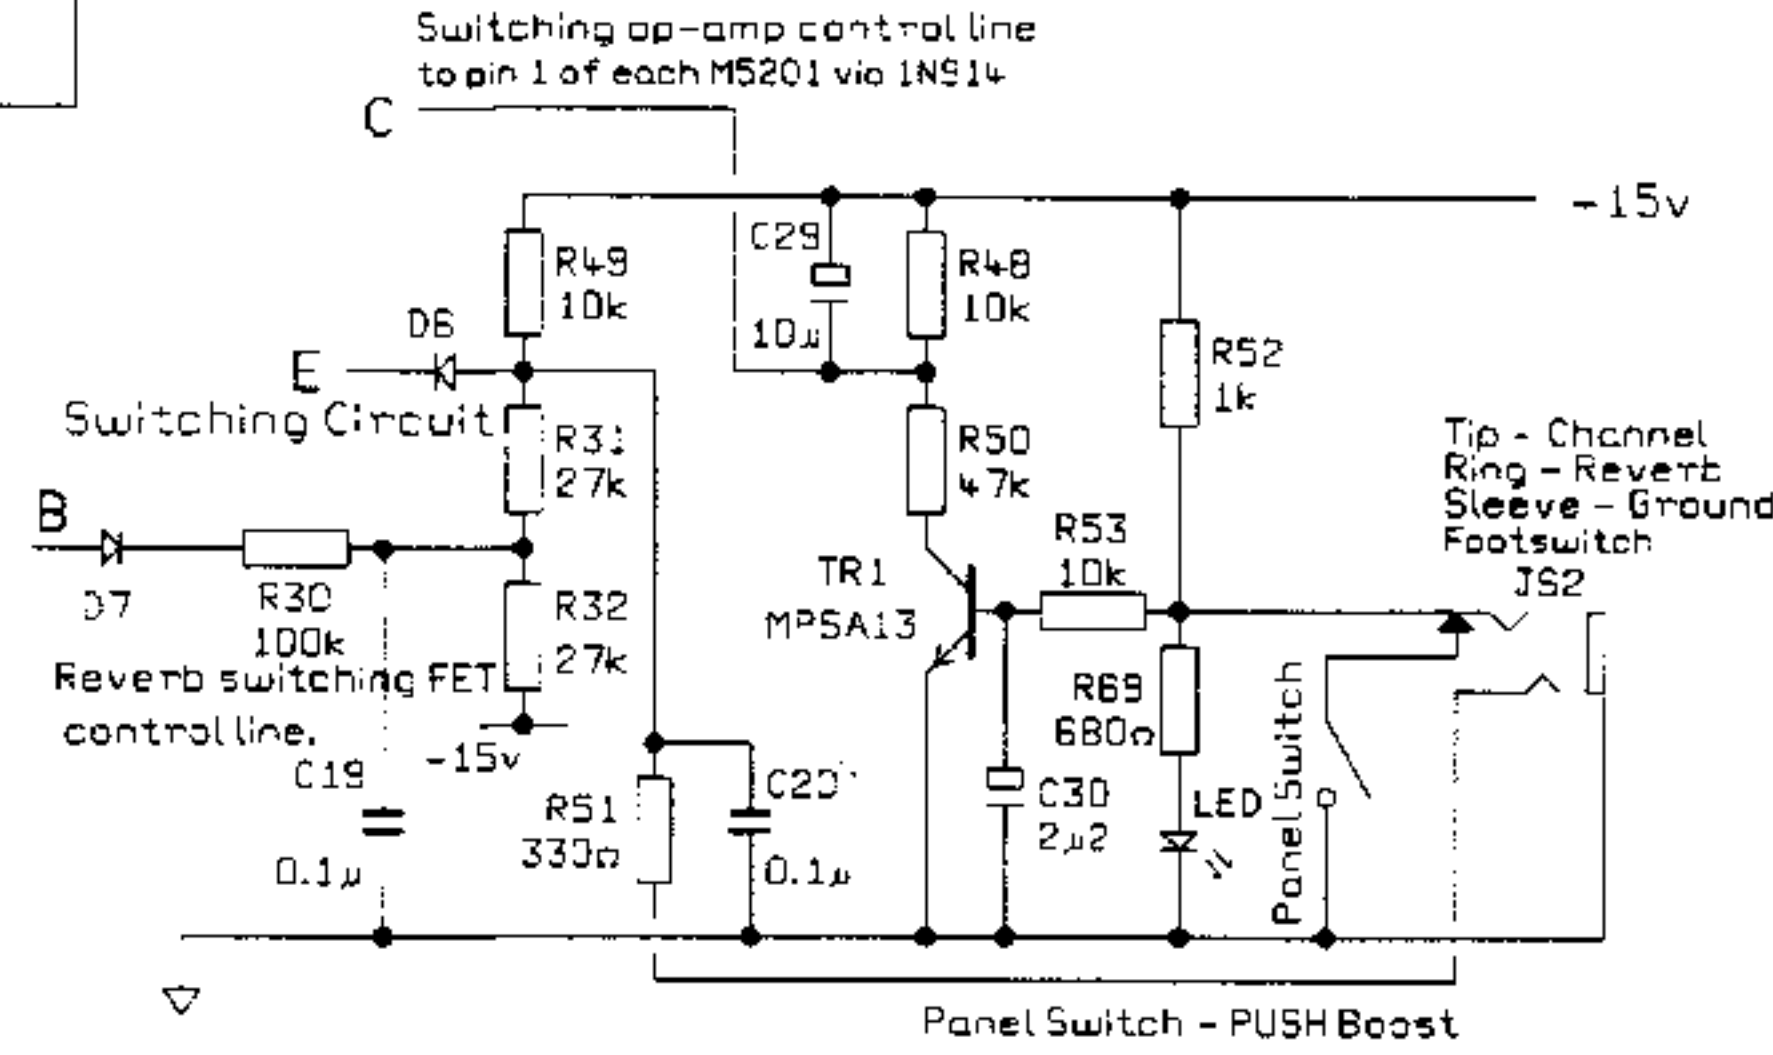 Switching op-amp control line
to pin 1 of each M5201 via 1N914
C
-15v
C29
10µ
R49
10k
R48
10k
D6
E
Switching Circuit
R52
1k
R31
27k
R50
47k
Tip - Channel
Ring - Reverb
Sleeve - Ground
Footswitch
JS2
B
D7
R30
100k
R32
27k
TR1
MPSA13
R53
10k
Reverb switching FET
control line.
-15v
R69
680Ω
Panel Switch
C19
0.1µ
R51
330Ω
C20
0.1µ
C30
2µ2
LED
Panel Switch - PUSH Boost